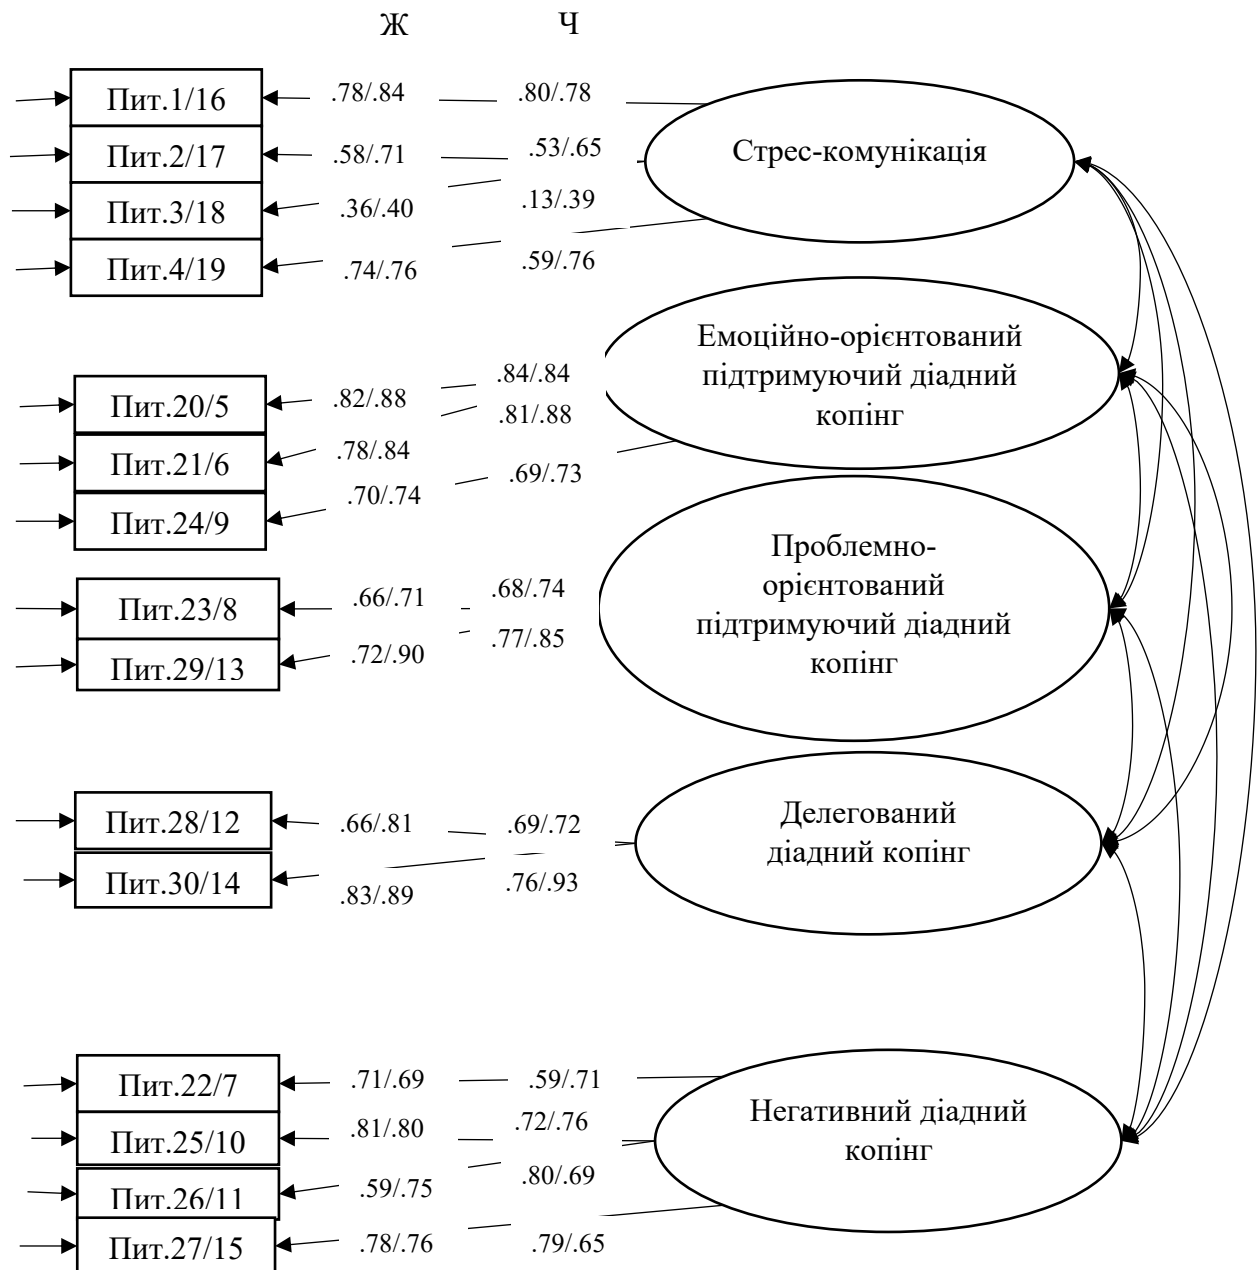 Ж Ч
Пит.1/16 .78/.84 .80/.78
Пит.2/17 .58/.71 .53/.65 Стрес-комунікація
Пит.3/18 .36/.40 .13/.39
Пит.4/19 .74/.76 .59/.76
Емоційно-орієнтований
підтримуючий діадний
копінг
Пит.20/5 .82/.88 .84/.84
Пит.21/6 .78/.84 .81/.88
Пит.24/9 .70/.74 .69/.73
Проблемно-
орієнтований
підтримуючий діадний
копінг
Пит.23/8 .66/.71 .68/.74
Пит.29/13 .72/.90 .77/.85
Делегований
діадний копінг
Пит.28/12 .66/.81 .69/.72
Пит.30/14 .83/.89 .76/.93
Негативний діадний
копінг
Пит.22/7 .71/.69 .59/.71
Пит.25/10 .81/.80 .72/.76
Пит.26/11 .59/.75 .80/.69
Пит.27/15 .78/.76 .79/.65